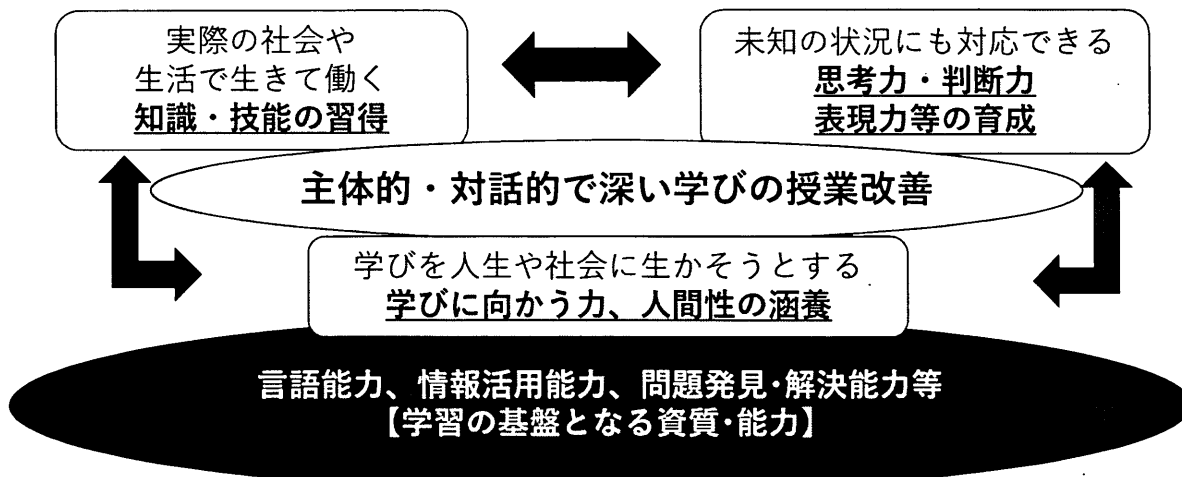 実際の社会や
生活で生きて働く
知識・技能の習得
未知の状況にも対応できる
思考力・判断力
表現力等の育成
主体的・対話的で深い学びの授業改善
学びを人生や社会に生かそうとする
学びに向かう力、人間性の涵養
言語能力、情報活用能力、問題発見･解決能力等
【学習の基盤となる資質･能力】